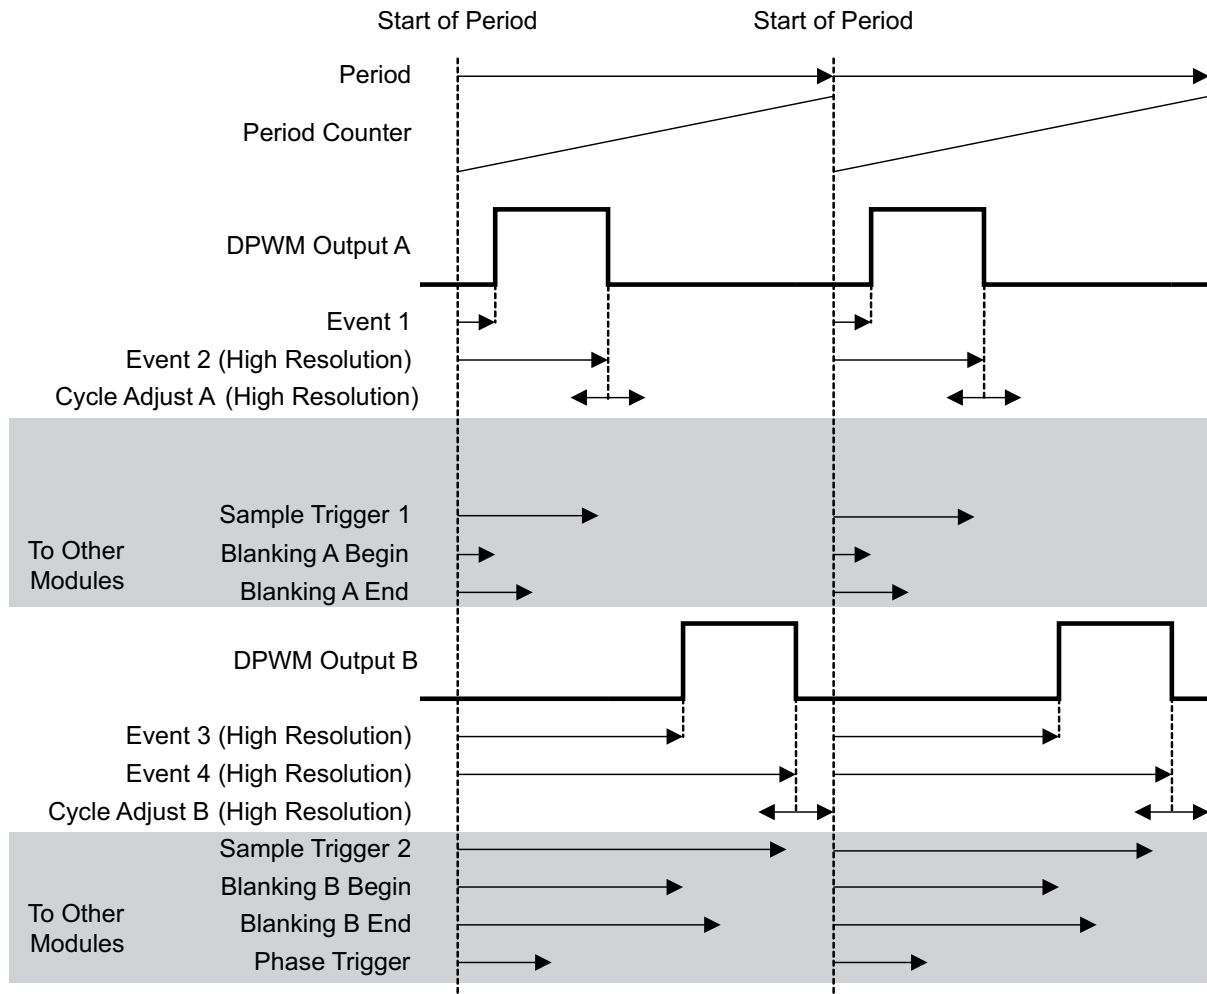 Start of Period
Start of Period
Period
Period Counter
DPWM Output A
Event 1
Event 2 (High Resolution)
Cycle Adjust A (High Resolution)
To Other
Modules
Sample Trigger 1
Blanking A Begin
Blanking A End
DPWM Output B
Event 3 (High Resolution)
Event 4 (High Resolution)
Cycle Adjust B (High Resolution)
To Other
Modules
Sample Trigger 2
Blanking B Begin
Blanking B End
Phase Trigger